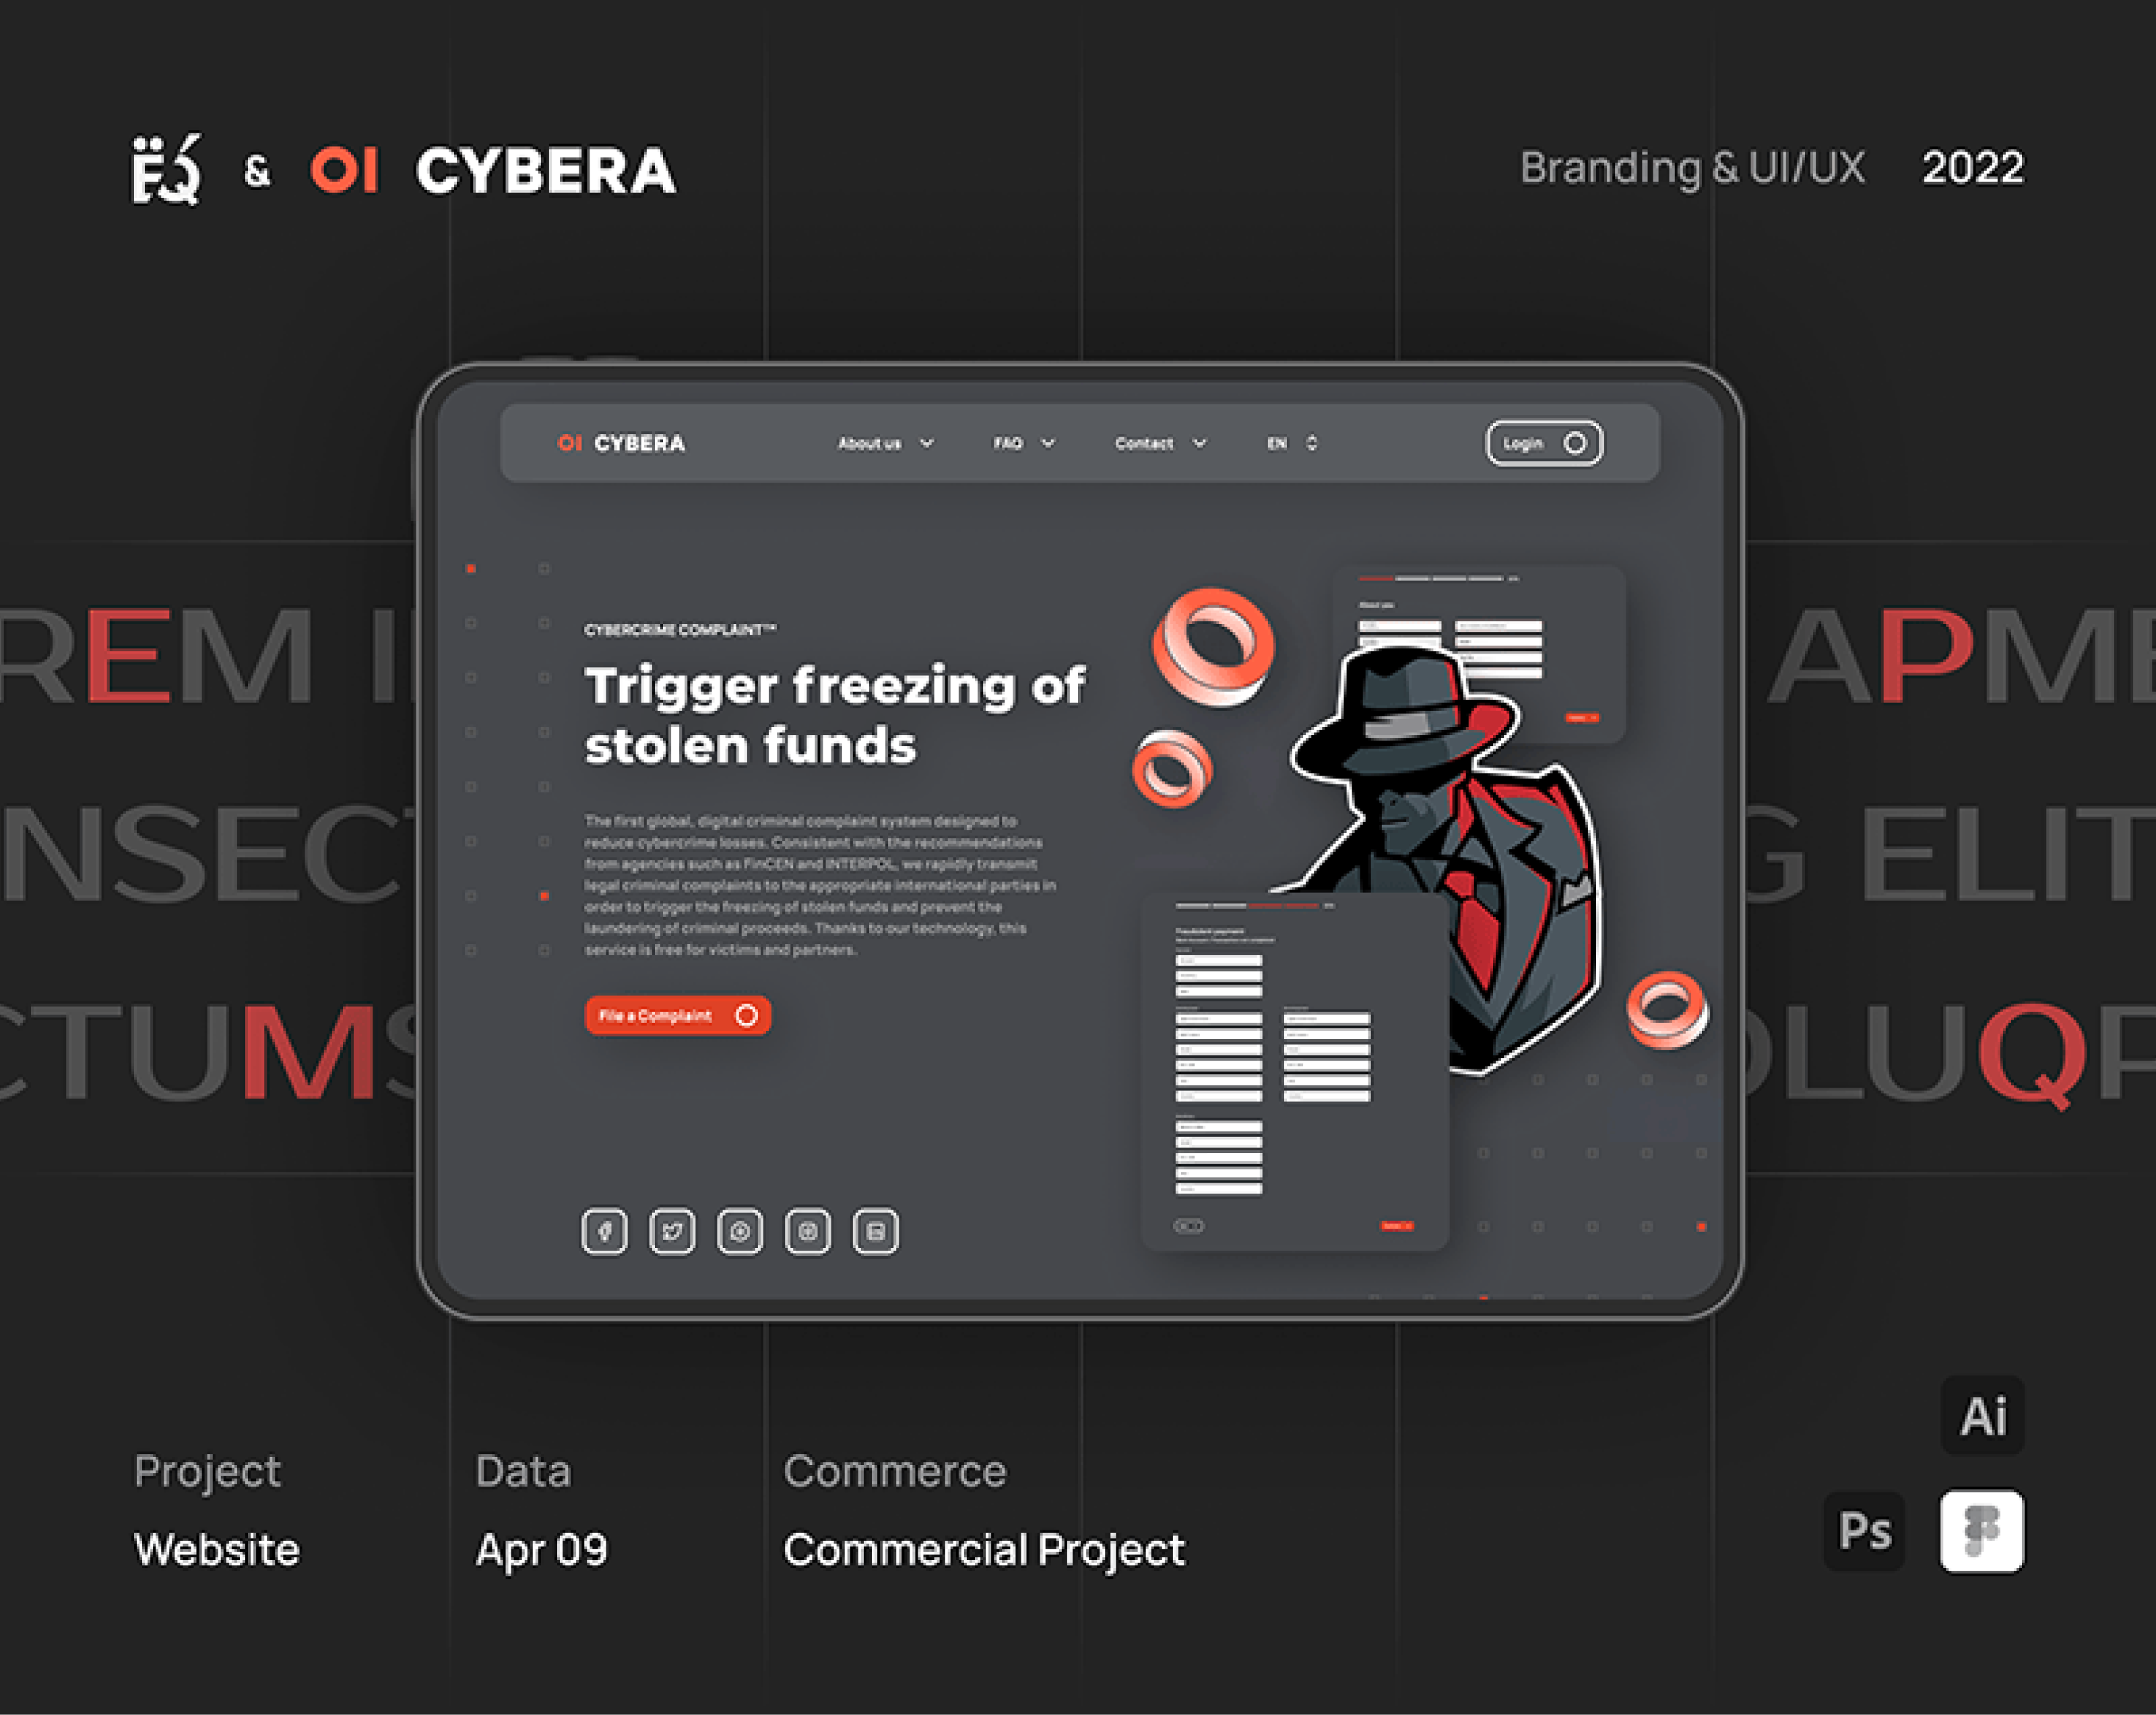 ËQ́ & OI CYBERA
Branding & UI/UX 2022
OI CYBERA
About us
FAQ
Contact
EN
Login
REM I
APME
NSECT
G ELIT
CTUMS
OLUQP
CYBERCRIME COMPLAINT™
Trigger freezing of
stolen funds
The first global, digital criminal complaint system designed to
reduce cybercrime losses. Consistent with the recommendations
from agencies such as FinCEN and INTERPOL, we rapidly transmit
legal criminal complaints to the appropriate international parties in
order to trigger the freezing of stolen funds and prevent the
laundering of criminal proceeds. Thanks to our technology, this
service is free for victims and partners.
File a Complaint
About you
Fraudulent payment
Project
Website
Data
Apr 09
Commerce
Commercial Project
Ai
Ps